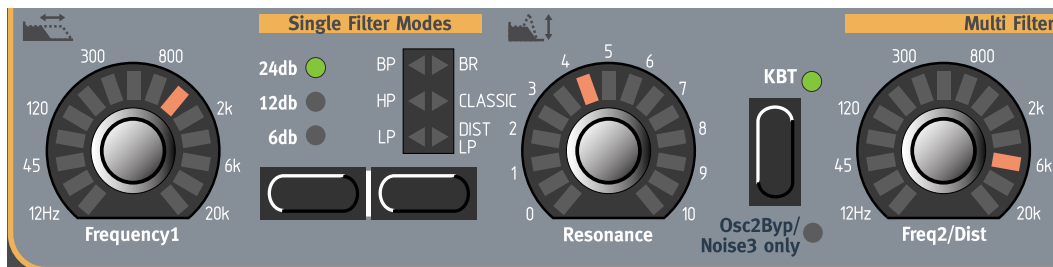 Single Filter Modes
Multi Filter
300 800
120 2k
45 6k
12Hz 20k
Frequency1
24db
12db
6db
BP BR
HP CLASSIC
LP DIST
LP
5
4 6
3 7
2 8
1 9
0 10
Resonance
KBT
Osc2Byp/
Noise3 only
300 800
120 2k
45 6k
12Hz 20k
Freq2/Dist